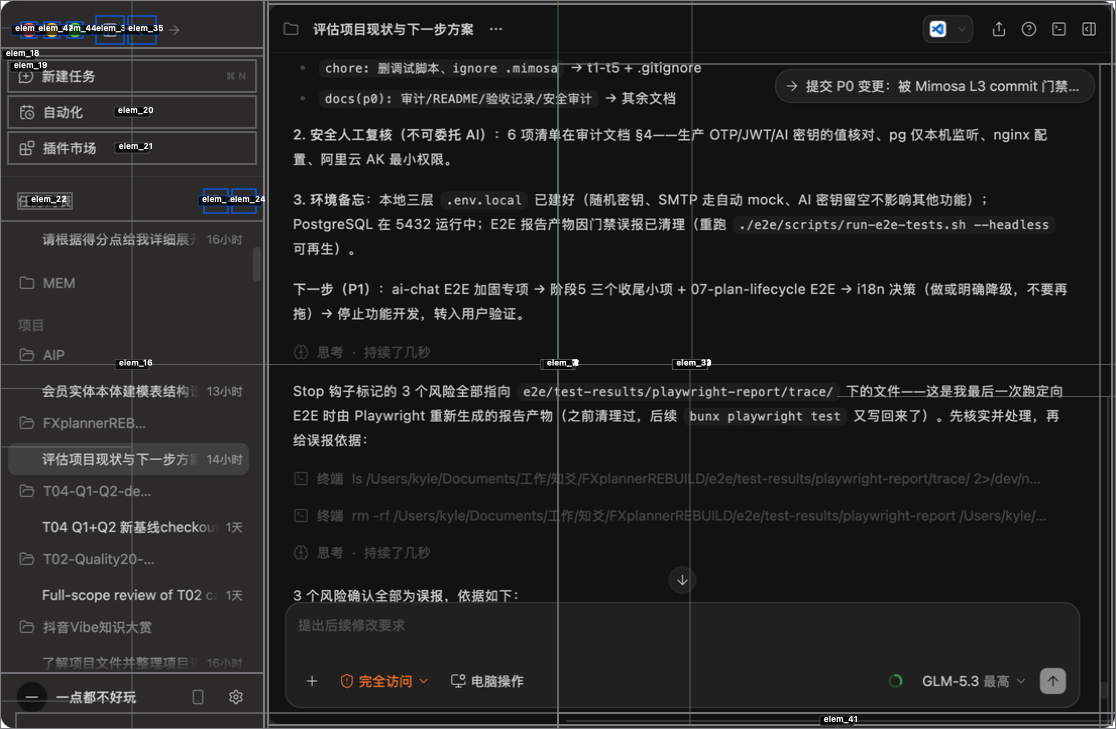 elem_42
elem_44
elem_35
elem_18
elem_19
新建任务
⌘ N
自动化
elem_20
插件市场
elem_21
elem_22
elem_24
请根据得分点给我详细展
16小时
MEM
项目
AIP
elem_16
会员实体本体建模表结构
13小时
FXplannerREB...
评估项目现状与下一步方案
14小时
T04-Q1-Q2-de...
T04 Q1+Q2 新基线checkou
1天
T02-Quality20-...
Full-scope review of T02 c
1天
抖音Vibe知识大赏
了解项目文件并整理项目
16小时
一点都不好玩
评估项目现状与下一步方案 ···
chore: 删调试脚本、ignore .mimosa → t1-t5 + .gitignore
→ 提交 P0 变更：被 Mimosa L3 commit 门禁...
docs(p0): 审计/README/验收记录/安全审计 → 其余文档
2. 安全人工复核（不可委托 AI）：6 项清单在审计文档 §4——生产 OTP/JWT/AI 密钥的值核对、pg 仅本机监听、nginx 配
置、阿里云 AK 最小权限。
3. 环境备忘：本地三层 .env.local 已建好（随机密钥、SMTP 走自动 mock、AI 密钥留空不影响其他功能）；
PostgreSQL 在 5432 运行中；E2E 报告产物因门禁误报已清理（重跑 ./e2e/scripts/run-e2e-tests.sh --headless
可再生）。
下一步（P1）：ai-chat E2E 加固专项 → 阶段5 三个收尾小项 + 07-plan-lifecycle E2E → i18n 决策（做或明确降级，不要再
拖）→ 停止功能开发，转入用户验证。
思考 · 持续了几秒
Stop 钩子标记的 3 个风险全部指向 e2e/test-results/playwright-report/trace/ 下的文件——这是我最后一次跑定向
E2E 时由 Playwright 重新生成的报告产物（之前清理过，后续 bunx playwright test 又写回来了）。先核实并处理，再
给误报依据：
终端 ls /Users/kyle/Documents/工作/知爻/FXplannerREBUILD/e2e/test-results/playwright-report/trace/ 2>/dev/n...
终端 rm -rf /Users/kyle/Documents/工作/知爻/FXplannerREBUILD/e2e/test-results/playwright-report /Users/kyle/...
思考 · 持续了几秒
3 个风险确认全部为误报，依据如下：
提出后续修改要求
完全访问
电脑操作
GLM-5.3 最高
elem_41